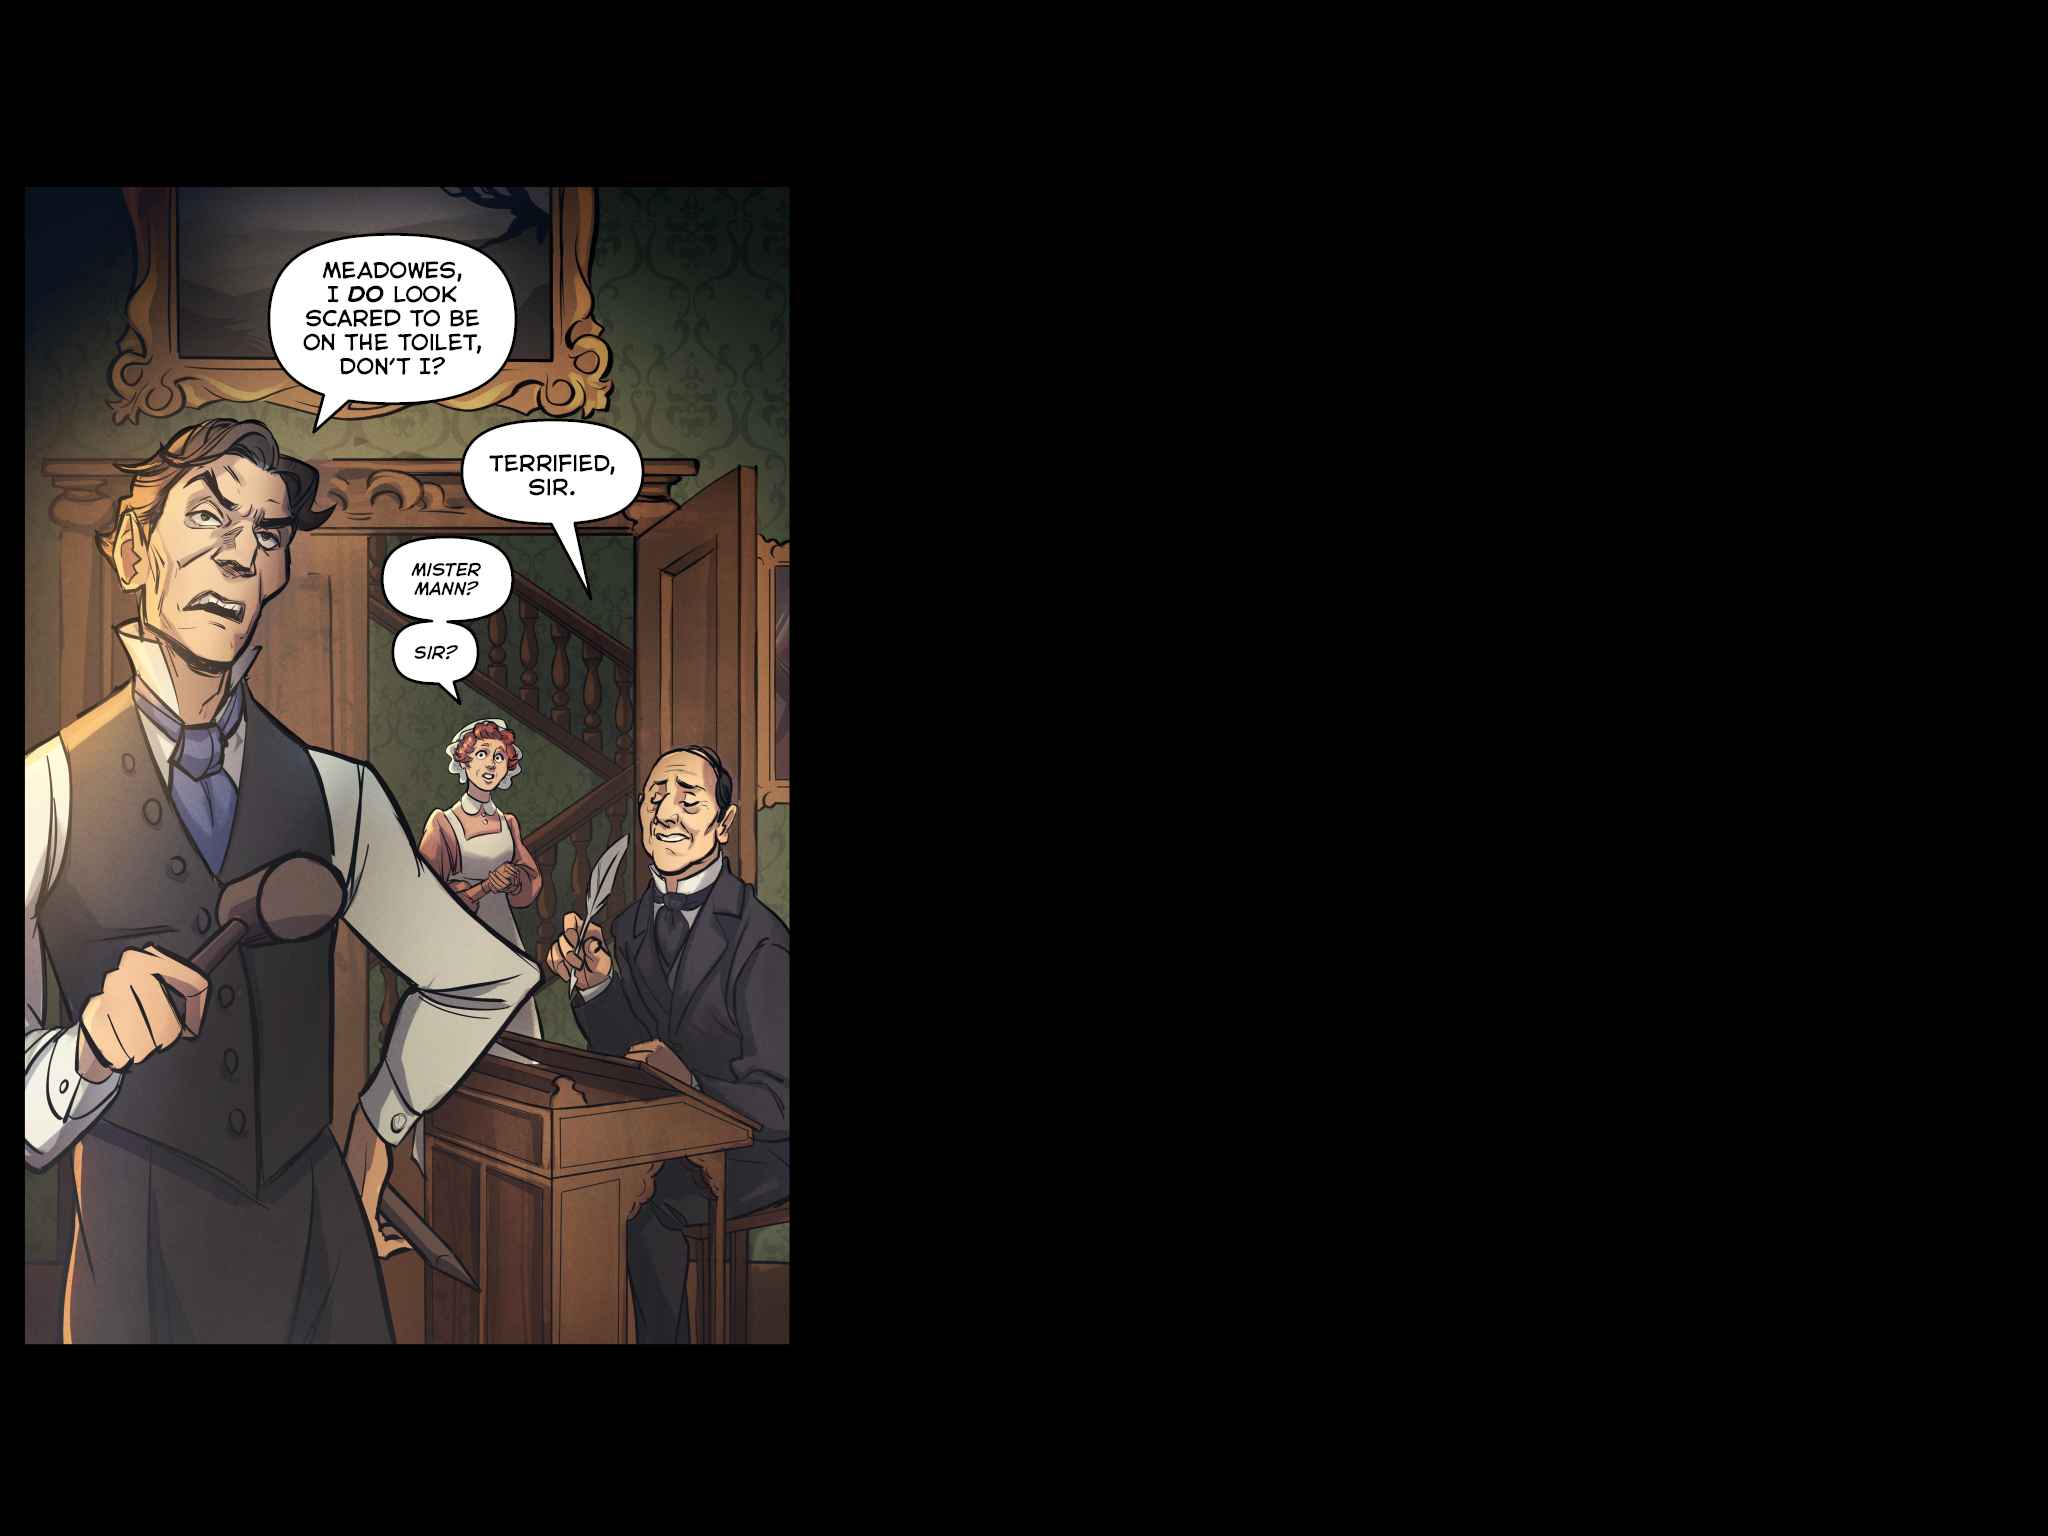 MEADOWES,
I DO LOOK
SCARED TO BE
ON THE TOILET,
DON'T I?
TERRIFIED,
SIR.
MISTER
MANN?
SIR?